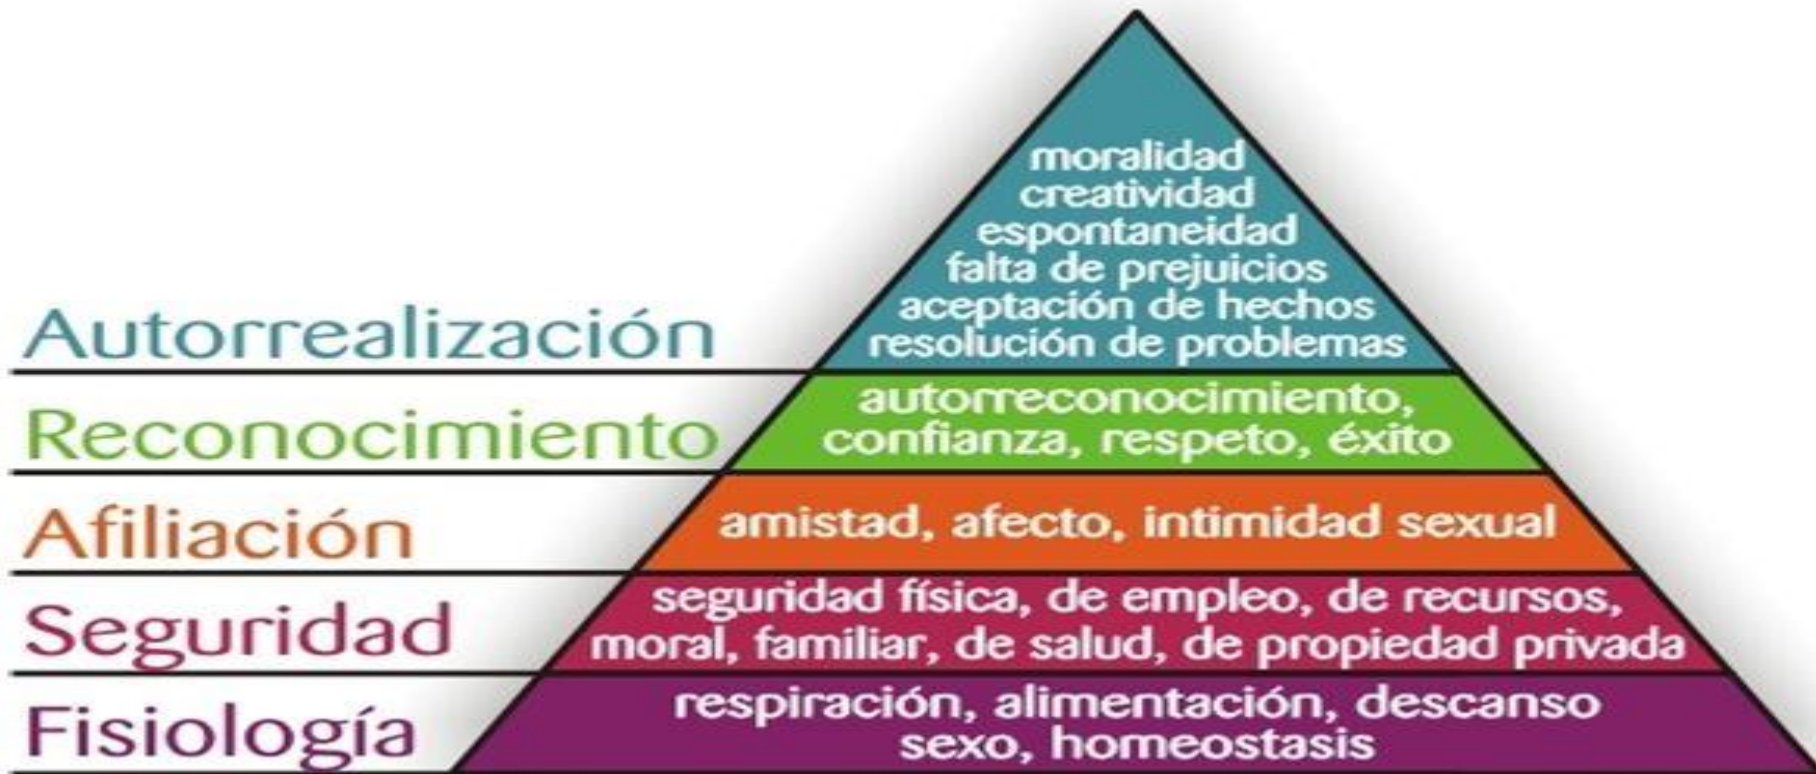 moralidad
creatividad
espontaneidad
falta de prejuicios
aceptación de hechos
resolución de problemas
Autorrealización
autorreconocimiento,
confianza, respeto, éxito
Reconocimiento
amistad, afecto, intimidad sexual
Afiliación
seguridad física, de empleo, de recursos,
moral, familiar, de salud, de propiedad privada
Seguridad
respiración, alimentación, descanso
sexo, homeostasis
Fisiología